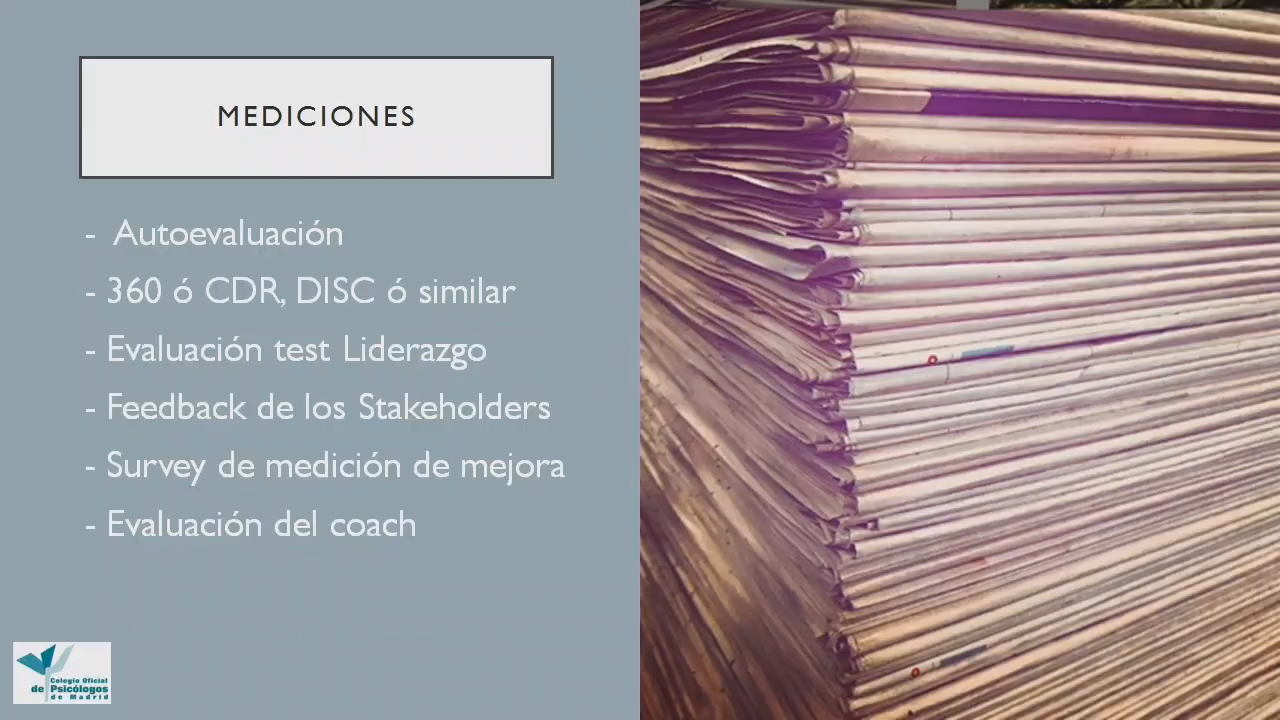 MEDICIONES
- Autoevaluación
- 360 ó CDR, DISC ó similar
- Evaluación test Liderazgo
- Feedback de los Stakeholders
- Survey de medición de mejora
- Evaluación del coach
Colegio Oficial
de Psicólogos
de Madrid